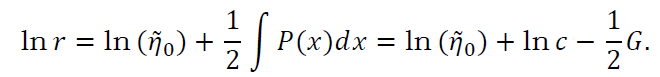 ln r = ln (η̃₀) + 1/2 ∫ P(x)dx = ln (η̃₀) + ln c − 1/2 G.